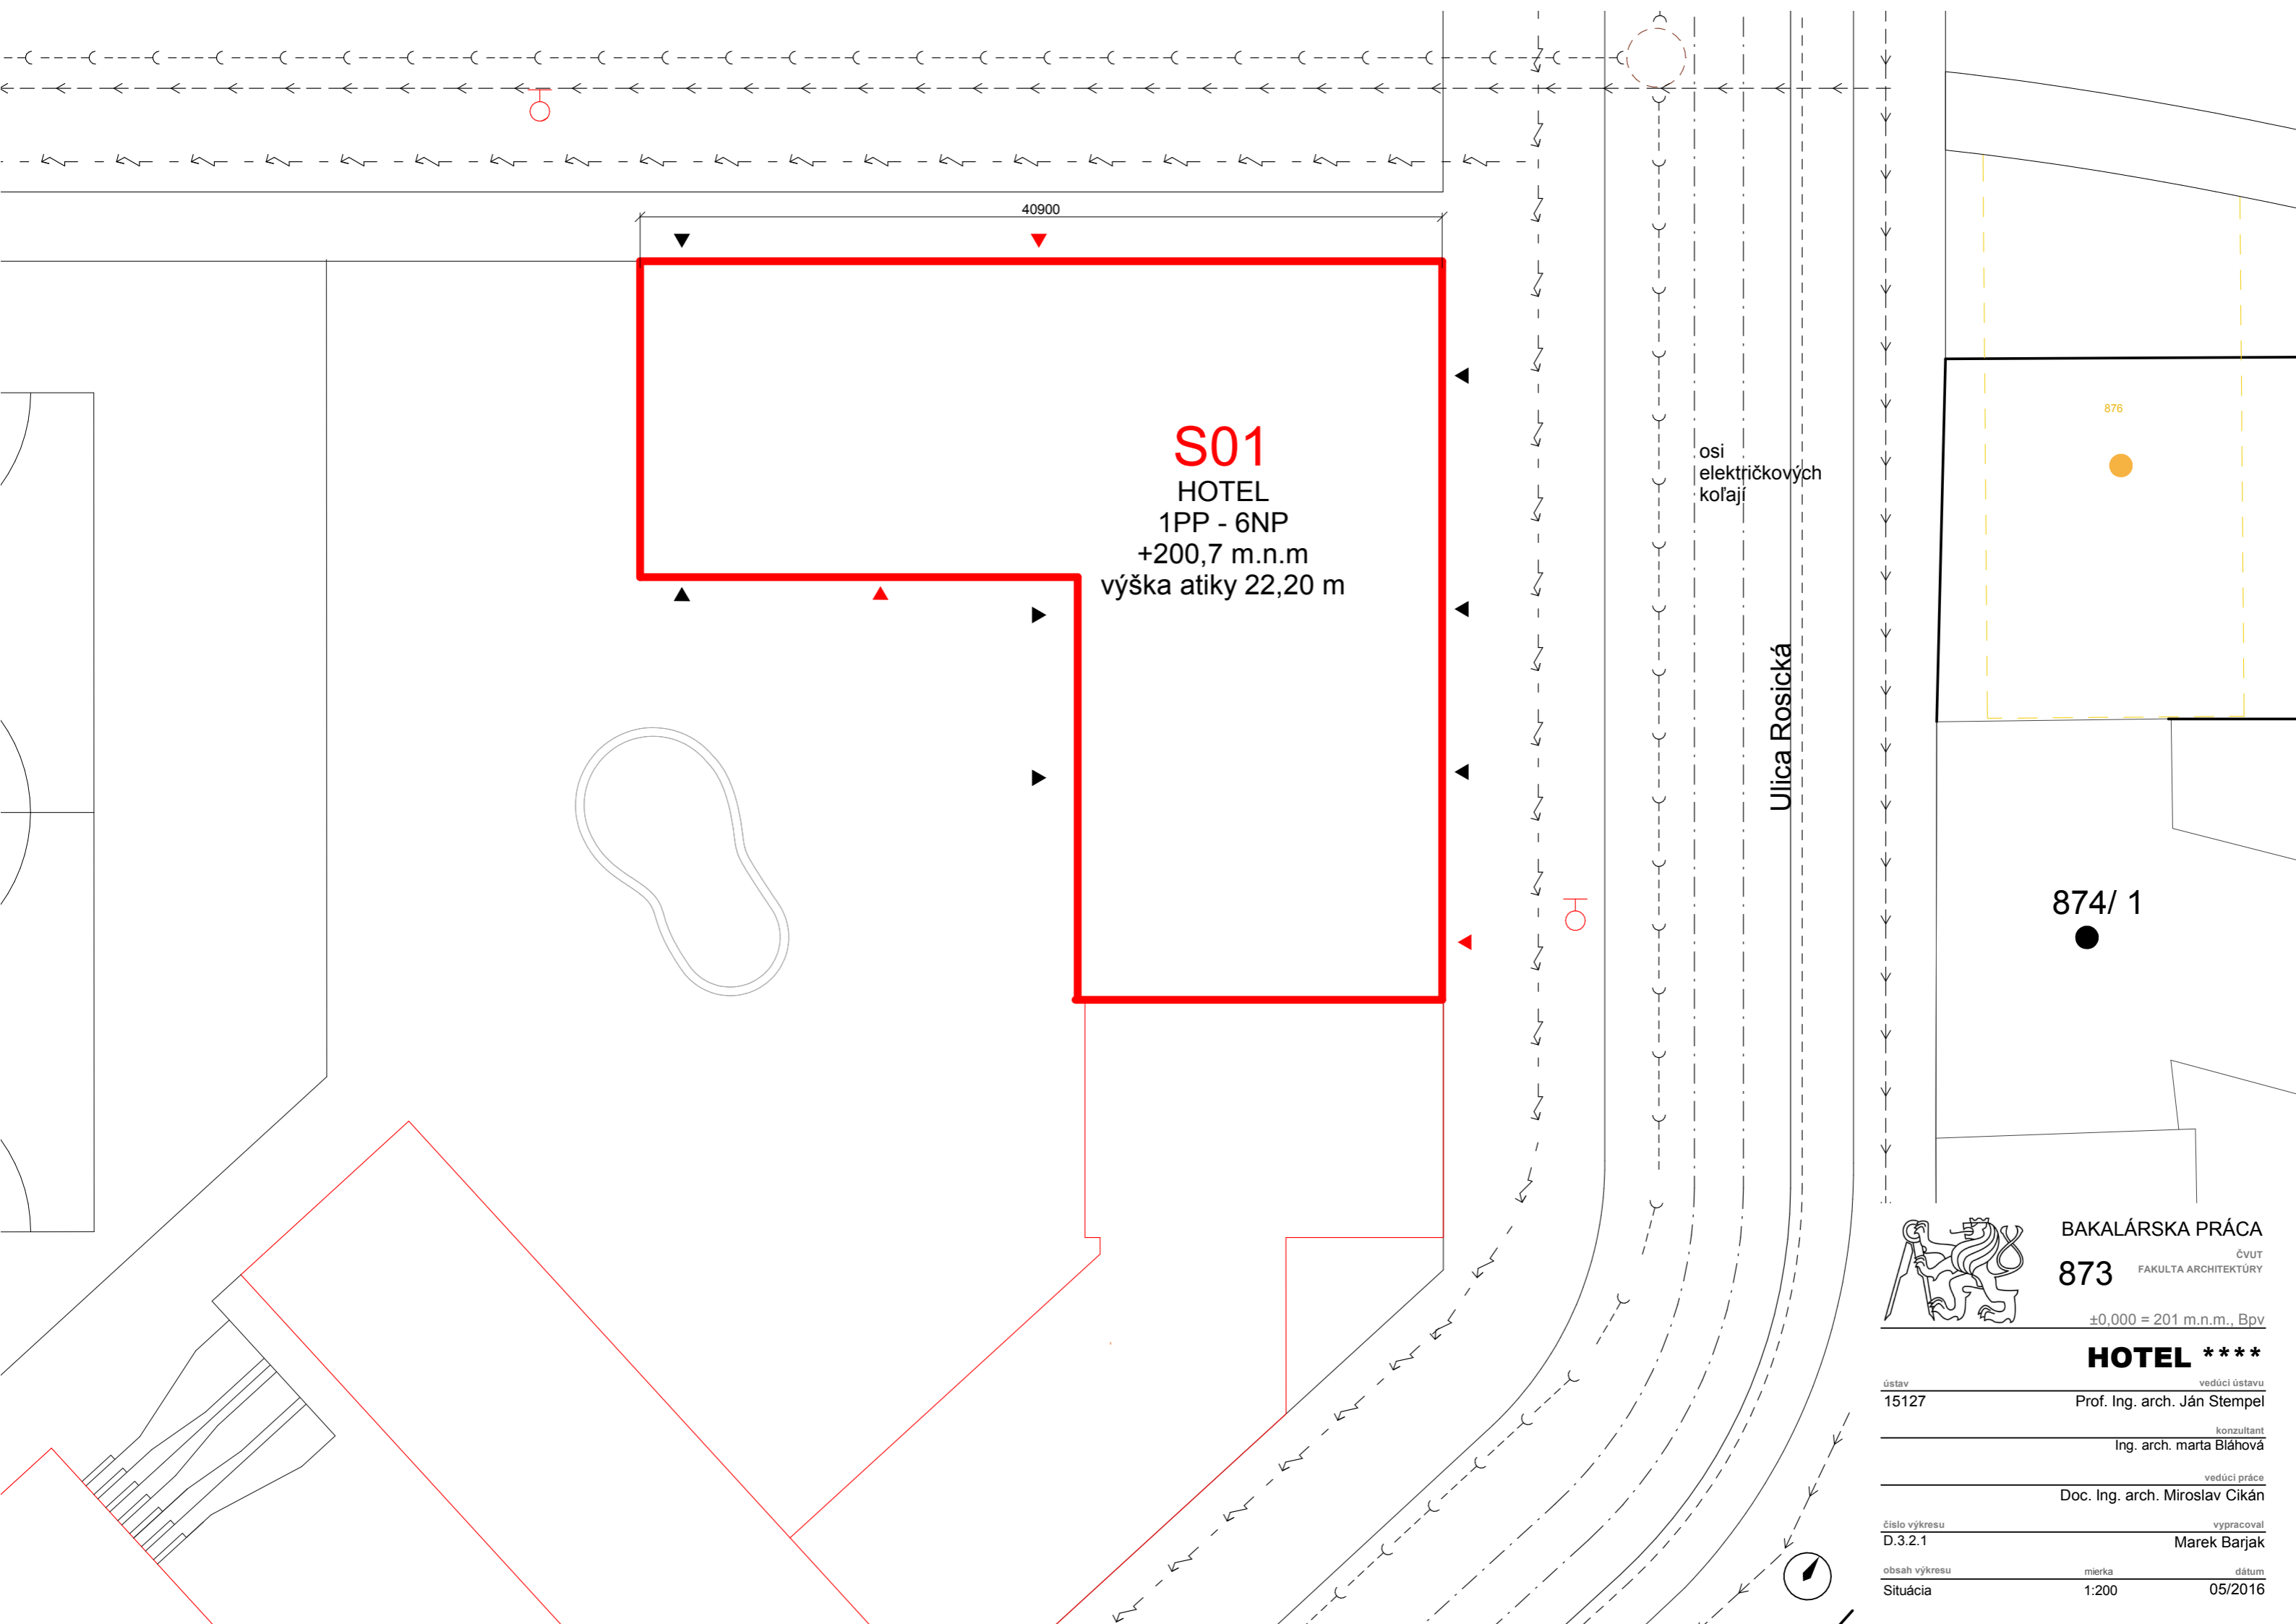 40900
S01
HOTEL
1PP - 6NP
+200,7 m.n.m
výška atiky 22,20 m
osi
električkových
koľají
Ulica Rosická
876
874/ 1
BAKALÁRSKA PRÁCA
ČVUT
873 FAKULTA ARCHITEKTÚRY
±0,000 = 201 m.n.m., Bpv
HOTEL ****
ústav vedúci ústavu
15127 Prof. Ing. arch. Ján Stempel
konzultant
Ing. arch. marta Bláhová
vedúci práce
Doc. Ing. arch. Miroslav Cikán
číslo výkresu vypracoval
D.3.2.1 Marek Barjak
obsah výkresu mierka dátum
Situácia 1:200 05/2016